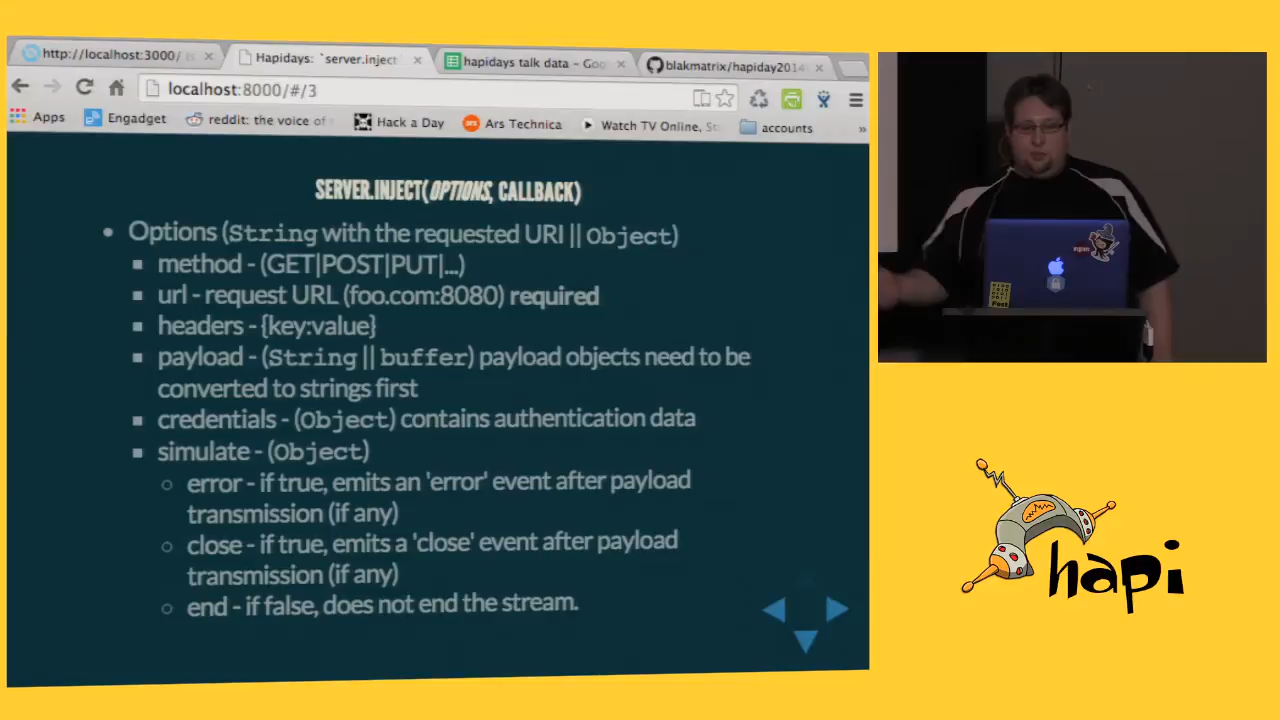 http://localhost:3000/
Hapidays: `server.inject
hapidays talk data - Goo
blakmatrix/hapiday2014
localhost:8000/#/3
Apps
Engadget
reddit: the voice of
Hack a Day
Ars Technica
Watch TV Online, St
accounts
»
SERVER.INJECT(OPTIONS, CALLBACK)
• Options (String with the requested URI || Object)
▪ method - (GET|POST|PUT|...)
▪ url - request URL (foo.com:8080) required
▪ headers - {key:value}
▪ payload - (String || buffer) payload objects need to be
converted to strings first
▪ credentials - (Object) contains authentication data
▪ simulate - (Object)
○ error - if true, emits an 'error' event after payload
transmission (if any)
○ close - if true, emits a 'close' event after payload
transmission (if any)
○ end - if false, does not end the stream.
hapi